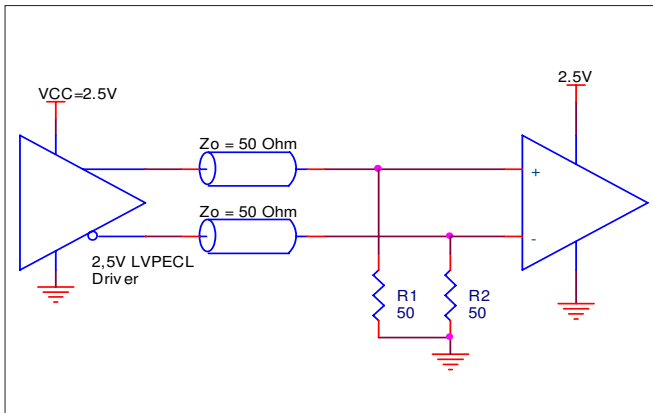 2.5V
VCC=2.5V
Zo = 50 Ohm
+
Zo = 50 Ohm
-
2,5V LVPECL
Driver
R1
50
R2
50